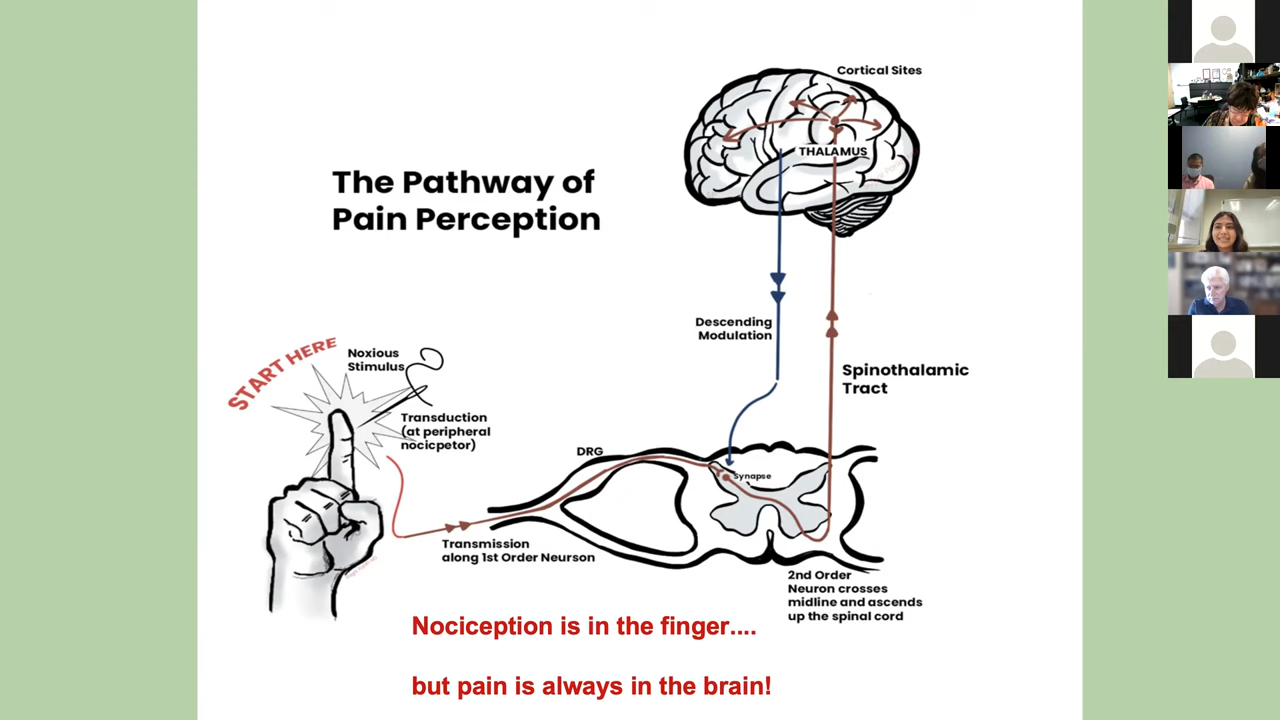 Cortical Sites
THALAMUS
The Pathway of
Pain Perception
Descending
Modulation
Spinothalamic
Tract
START HERE
Noxious
Stimulus
Transduction
(at peripheral
nocicpetor)
DRG
Synapse
Transmission
along 1st Order Neurson
2nd Order
Neuron crosses
midline and ascends
up the spinal cord
Nociception is in the finger....
but pain is always in the brain!